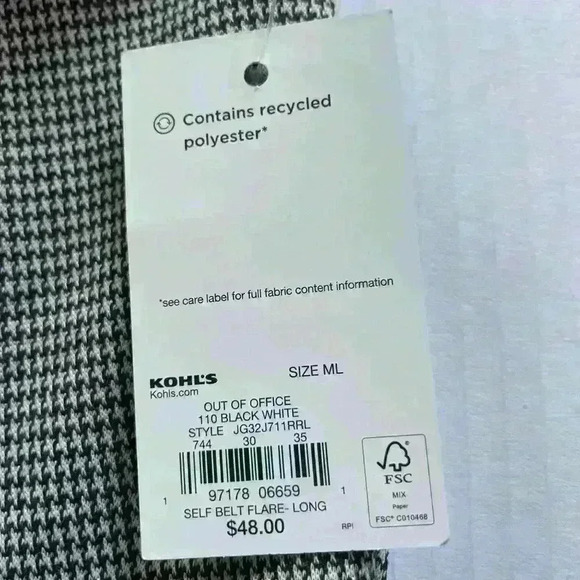 Contains recycled
polyester*
*see care label for full fabric content information
KOHL'S
SIZE ML
Kohls.com
OUT OF OFFICE
110 BLACK WHITE
STYLE JG32J711RRL
744 30 35
1 97178 06659 1
SELF BELT FLARE- LONG
$48.00
RPI
FSC
MIX
Paper
FSC® C010468